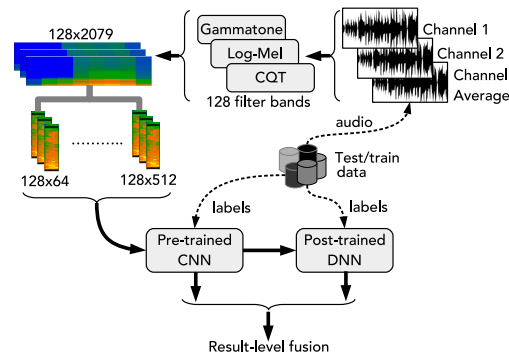 128x2079
Gammatone
Log-Mel
CQT
128 filter bands
Channel 1
Channel 2
Channel
Average
audio
Test/train
data
128x64
128x512
labels
labels
Pre-trained
CNN
Post-trained
DNN
Result-level fusion